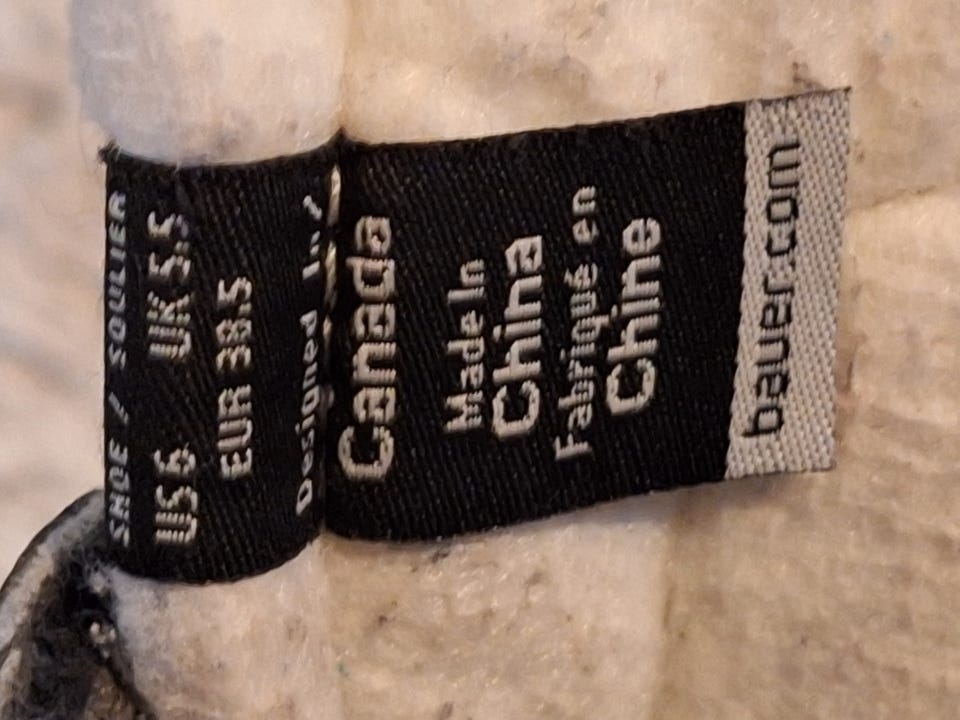 SHOE / SOULIER
US 6 UK 5.5
EUR 38.5
Designed In /
Canada
Made In
China
Fabriqué en
Chine
bauer.com